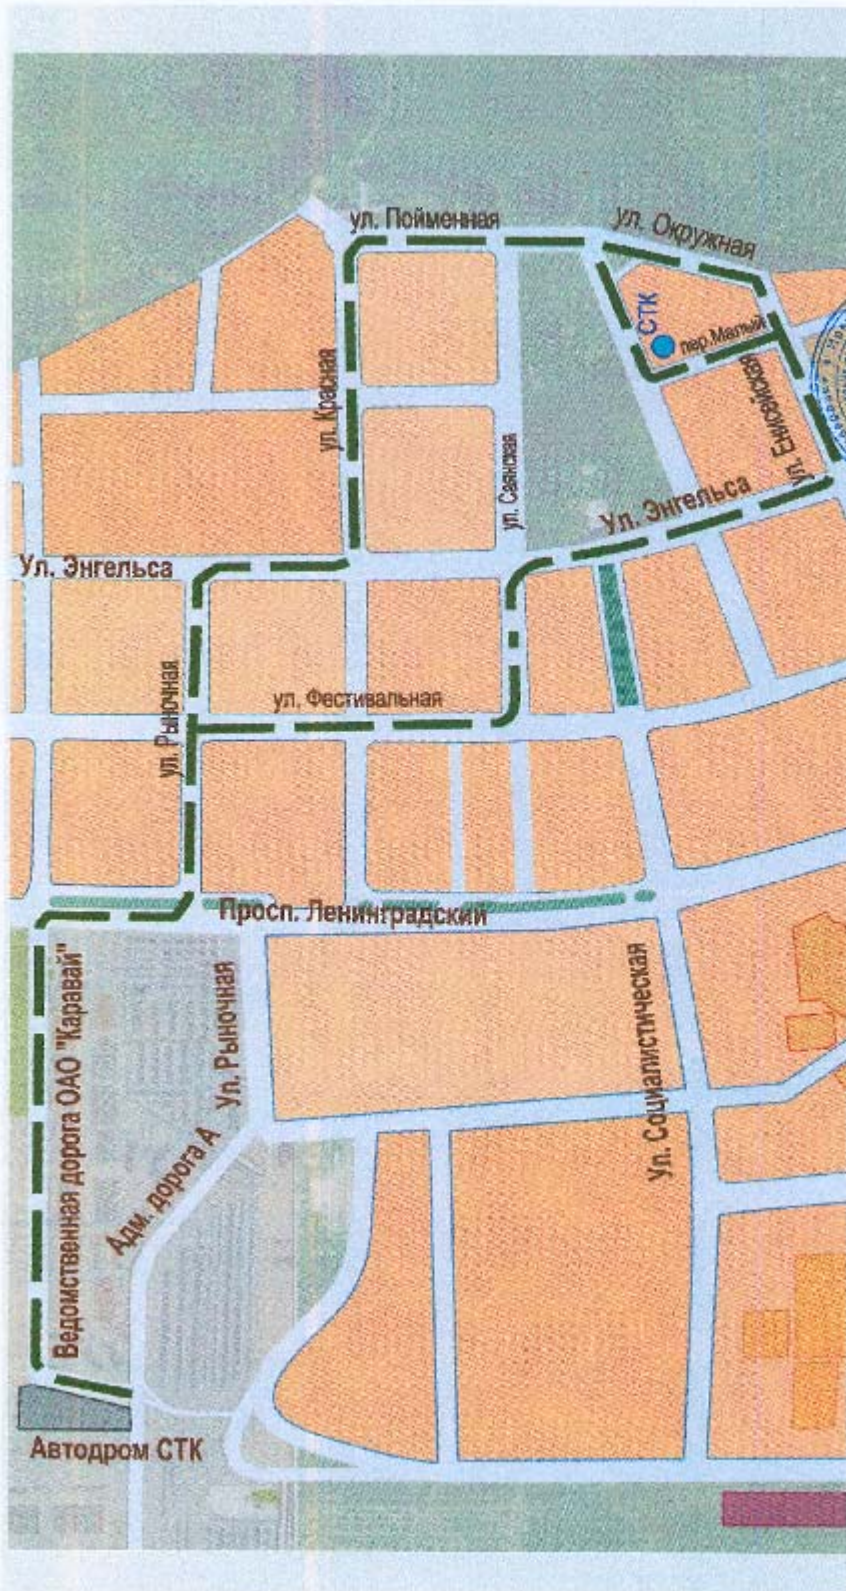 ул. Пойменная
ул. Окружная
СТК
пер.Малый
ул. Красная
ул. Енисейская
ул. Саянская
Ул. Энгельса
Ул. Энгельса
ул. Рыночная
ул. Фестивальная
Просп. Ленинградский
Ведомственная дорога ОАО "Каравай"
Ул. Рыночная
Ул. Социалистическая
Адм. дорога А
Автодром СТК